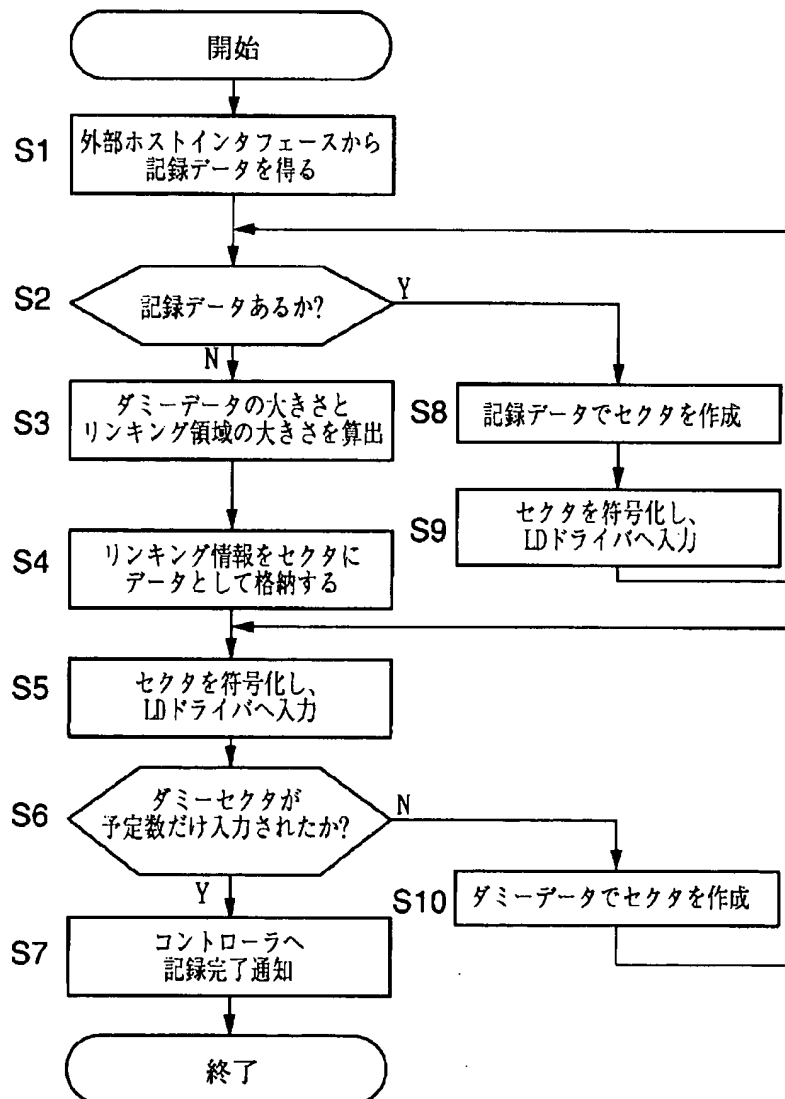 開始
S1
外部ホストインタフェースから
記録データを得る
S2
記録データあるか?
Y
N
S3
ダミーデータの大きさと
リンキング領域の大きさを算出
S8
記録データでセクタを作成
S9
セクタを符号化し、
LDドライバへ入力
S4
リンキング情報をセクタに
データとして格納する
S5
セクタを符号化し、
LDドライバへ入力
S6
ダミーセクタが
予定数だけ入力されたか?
N
Y
S10
ダミーデータでセクタを作成
S7
コントローラへ
記録完了通知
終了